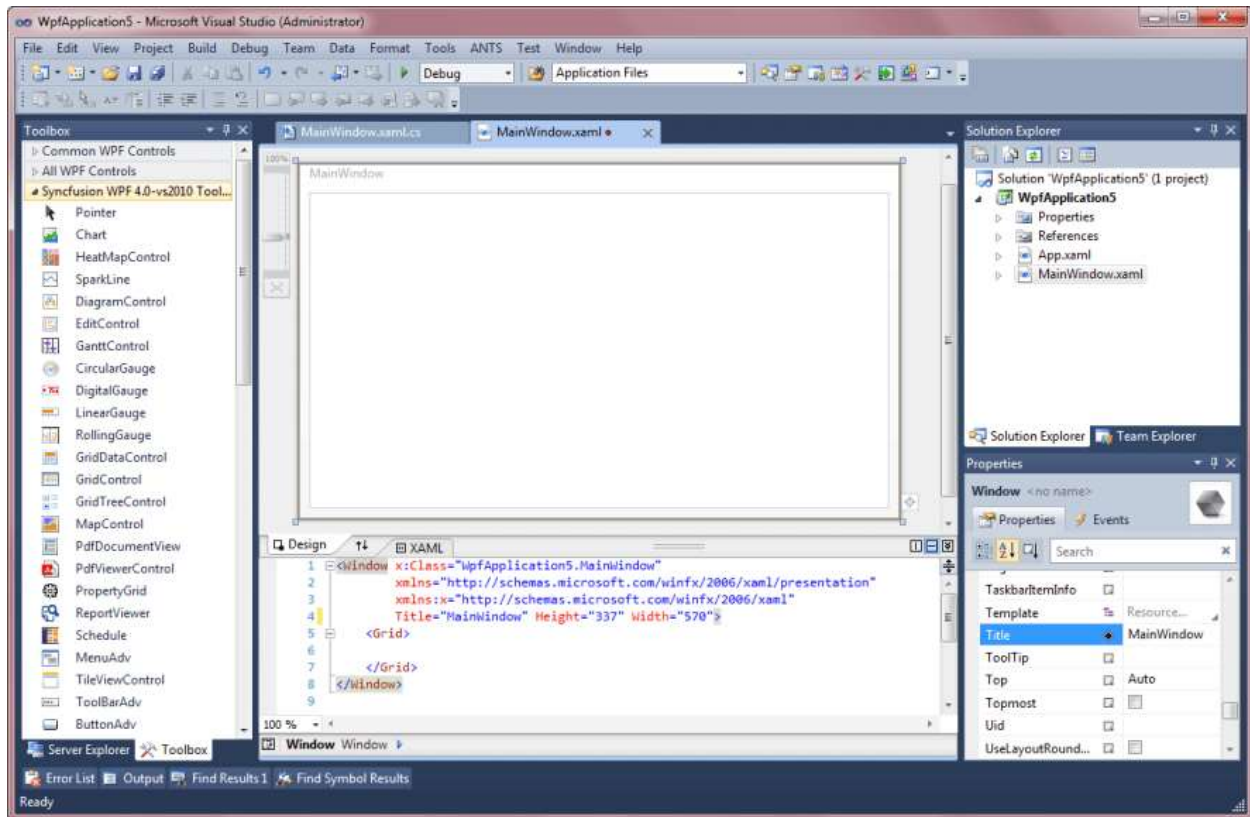 WpfApplication5 - Microsoft Visual Studio (Administrator)
File Edit View Project Build Debug Team Data Format Tools ANTS Test Window Help
Debug Application Files
Toolbox
Common WPF Controls
All WPF Controls
Syncfusion WPF 4.0-vs2010 Tool...
Pointer
Chart
HeatMapControl
SparkLine
DiagramControl
EditControl
GanttControl
CircularGauge
DigitalGauge
LinearGauge
RollingGauge
GridDataControl
GridControl
GridTreeControl
MapControl
PdfDocumentView
PdfViewerControl
PropertyGrid
ReportViewer
Schedule
MenuAdv
TileViewControl
ToolBarAdv
ButtonAdv
Server Explorer Toolbox
MainWindow.xaml.cs MainWindow.xaml
100%
MainWindow
Design XAML
1 <Window x:Class="WpfApplication5.MainWindow"
2 xmlns="http://schemas.microsoft.com/winfx/2006/xaml/presentation"
3 xmlns:x="http://schemas.microsoft.com/winfx/2006/xaml"
4 Title="MainWindow" Height="337" Width="570">
5 <Grid>
6
7 </Grid>
8 </Window>
9
100 %
Window Window
Solution Explorer
Solution 'WpfApplication5' (1 project)
WpfApplication5
Properties
References
App.xaml
MainWindow.xaml
Solution Explorer Team Explorer
Properties
Window <no name>
Properties Events
Search
TaskbarItemInfo
Template Resource...
Title MainWindow
ToolTip
Top Auto
Topmost
Uid
UseLayoutRound...
Error List Output Find Results 1 Find Symbol Results
Ready